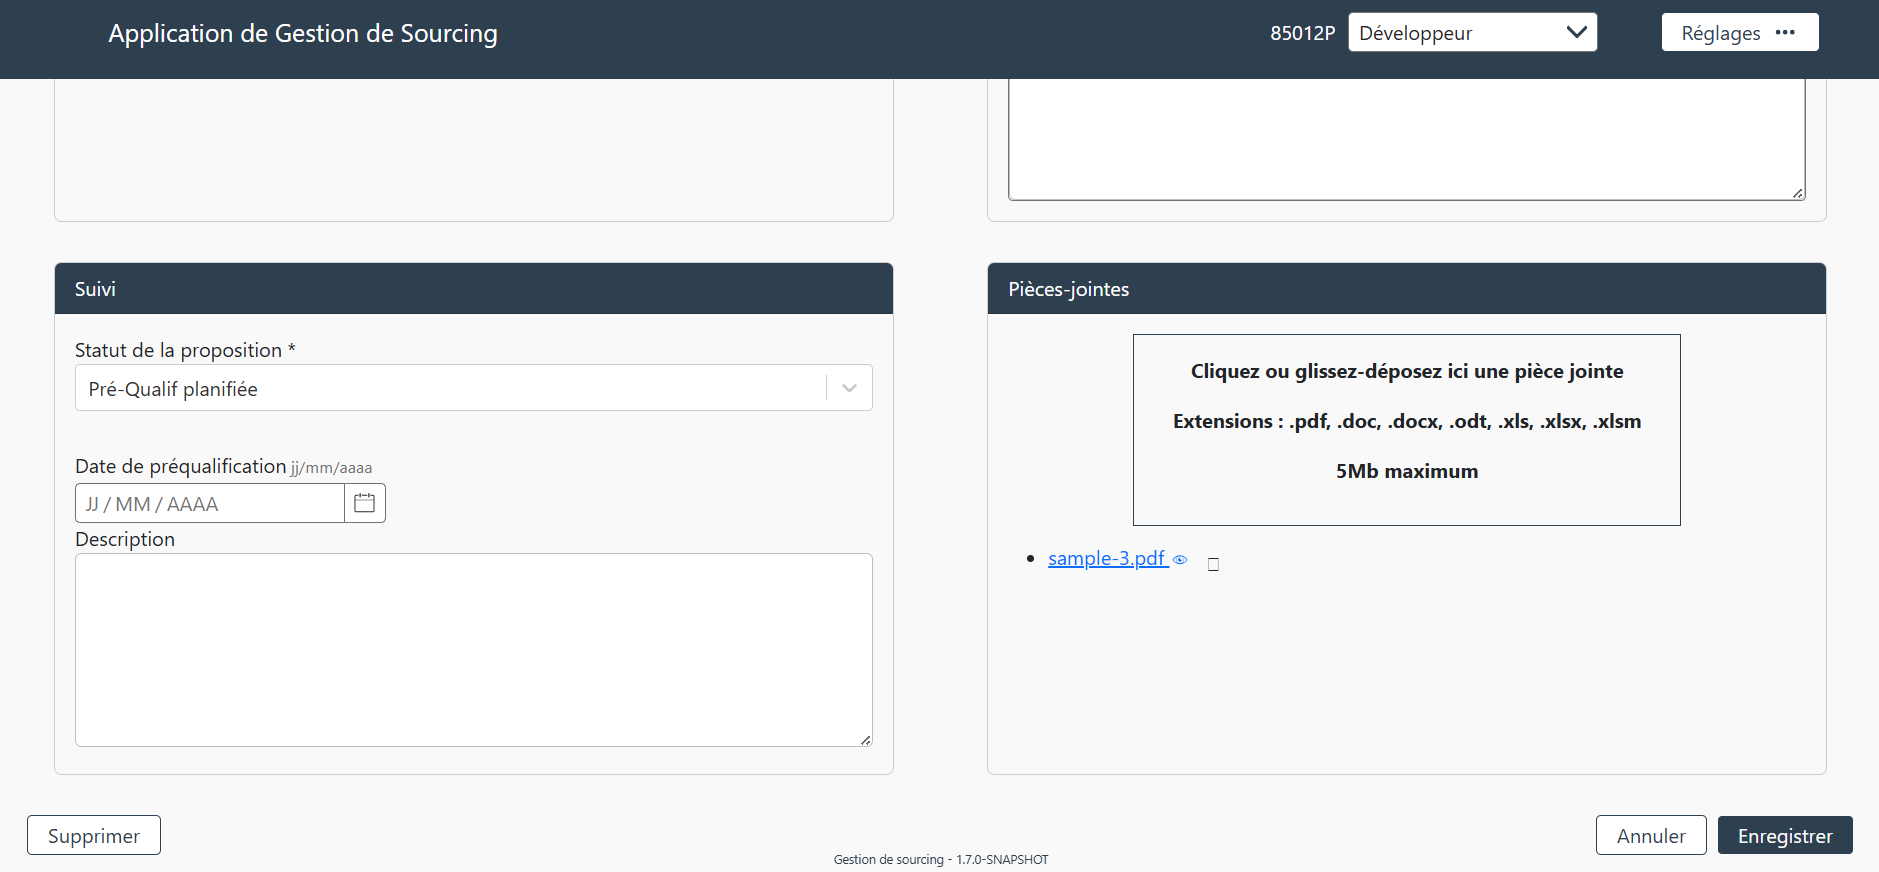 Application de Gestion de Sourcing
85012P
Développeur
Réglages
Suivi
Statut de la proposition *
Pré-Qualif planifiée
Date de préqualification jj/mm/aaaa
JJ / MM / AAAA
Description
Pièces-jointes
Cliquez ou glissez-déposez ici une pièce jointe
Extensions : .pdf, .doc, .docx, .odt, .xls, .xlsx, .xlsm
5Mb maximum
sample-3.pdf
Supprimer
Annuler
Enregistrer
Gestion de sourcing - 1.7.0-SNAPSHOT